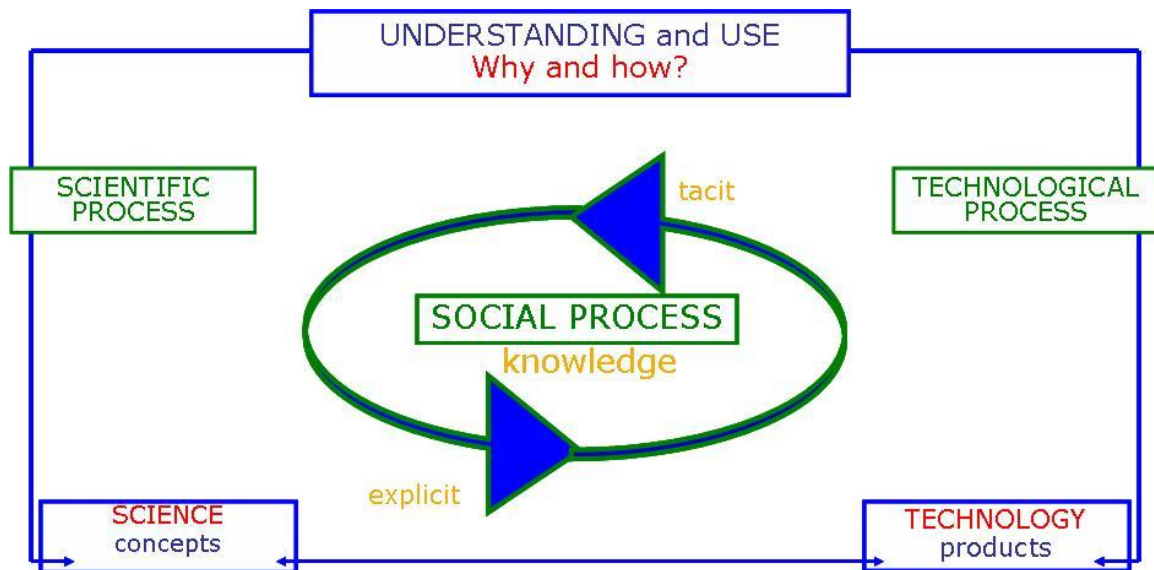 UNDERSTANDING and USE
Why and how?
SCIENTIFIC
PROCESS
TECHNOLOGICAL
PROCESS
tacit
SOCIAL PROCESS
knowledge
explicit
SCIENCE
concepts
TECHNOLOGY
products